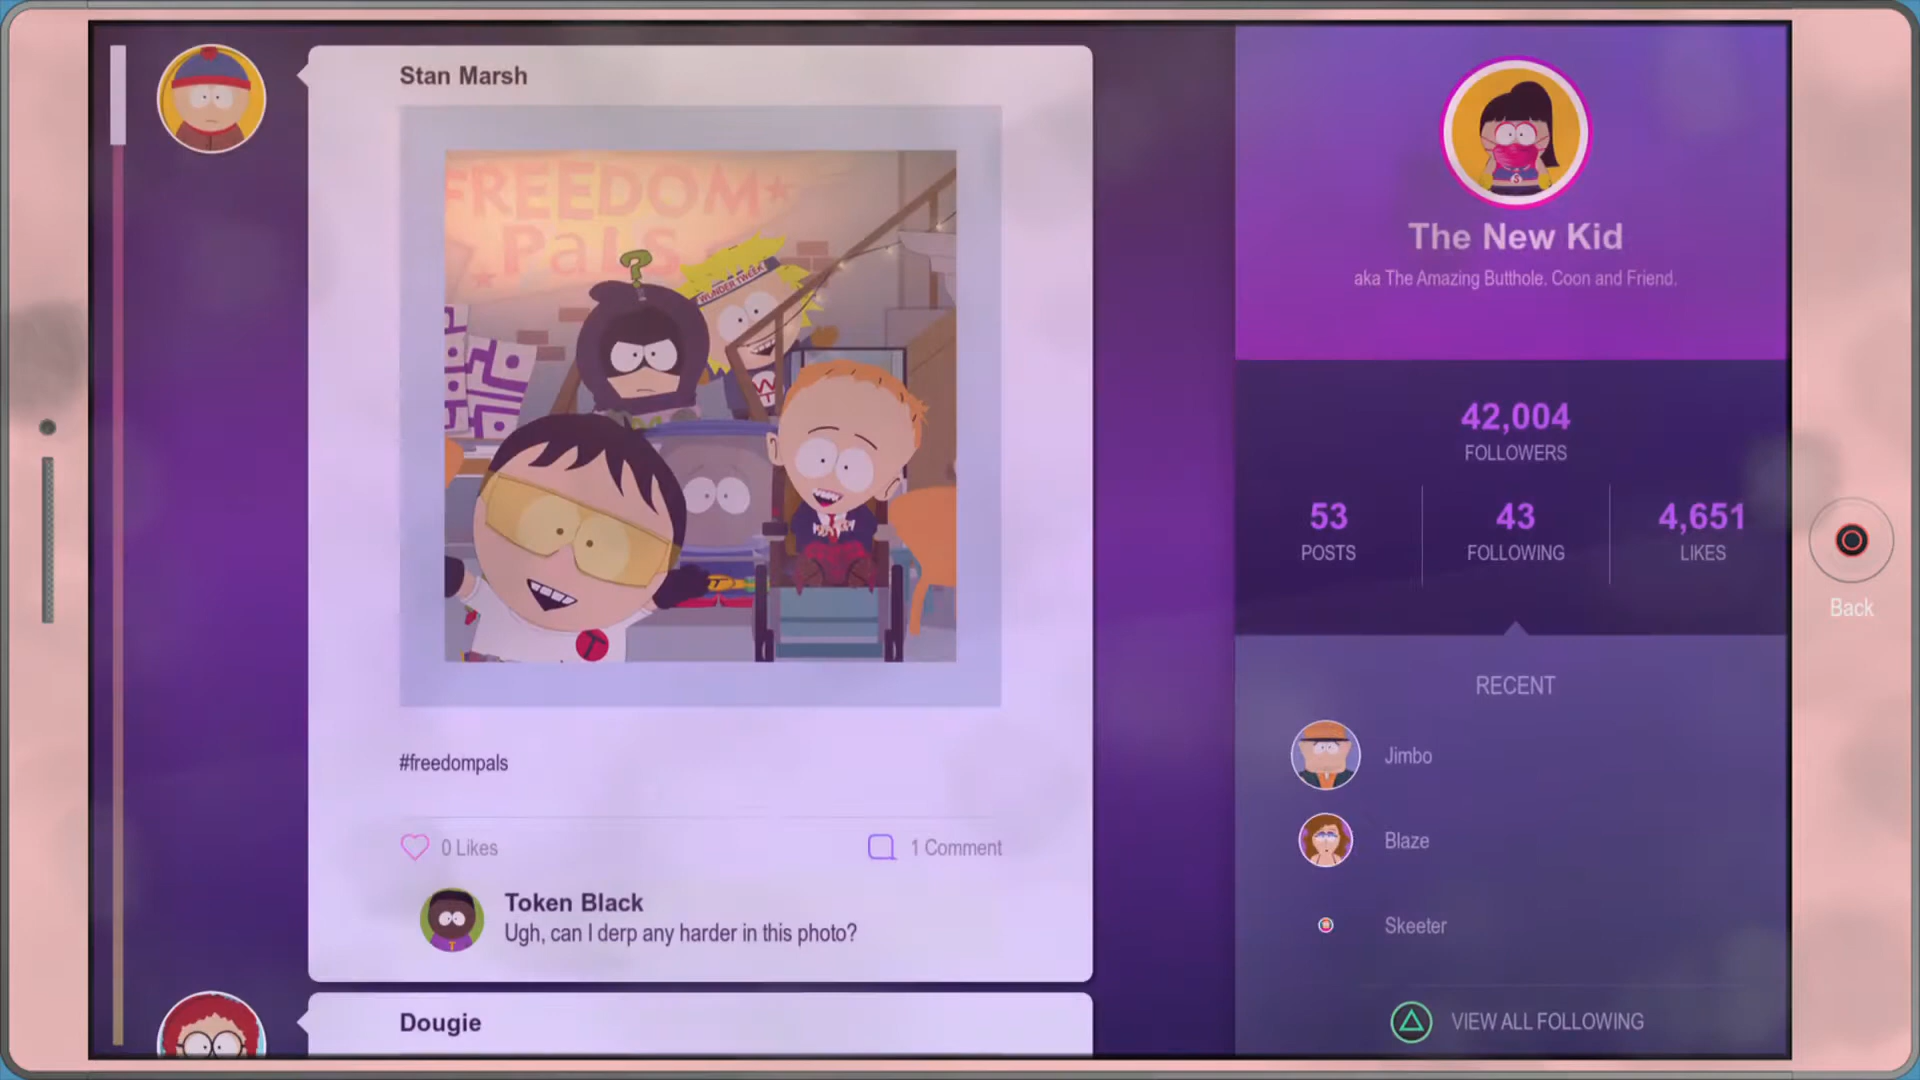 Stan Marsh
FREEDOM
Pals
?
WUNDER TWEEK
W
T
T
#freedompals
0 Likes
1 Comment
Token Black
T
Ugh, can I derp any harder in this photo?
Dougie
The New Kid
aka The Amazing Butthole. Coon and Friend.
42,004
FOLLOWERS
53
POSTS
43
FOLLOWING
4,651
LIKES
RECENT
Jimbo
Blaze
Skeeter
VIEW ALL FOLLOWING
Back